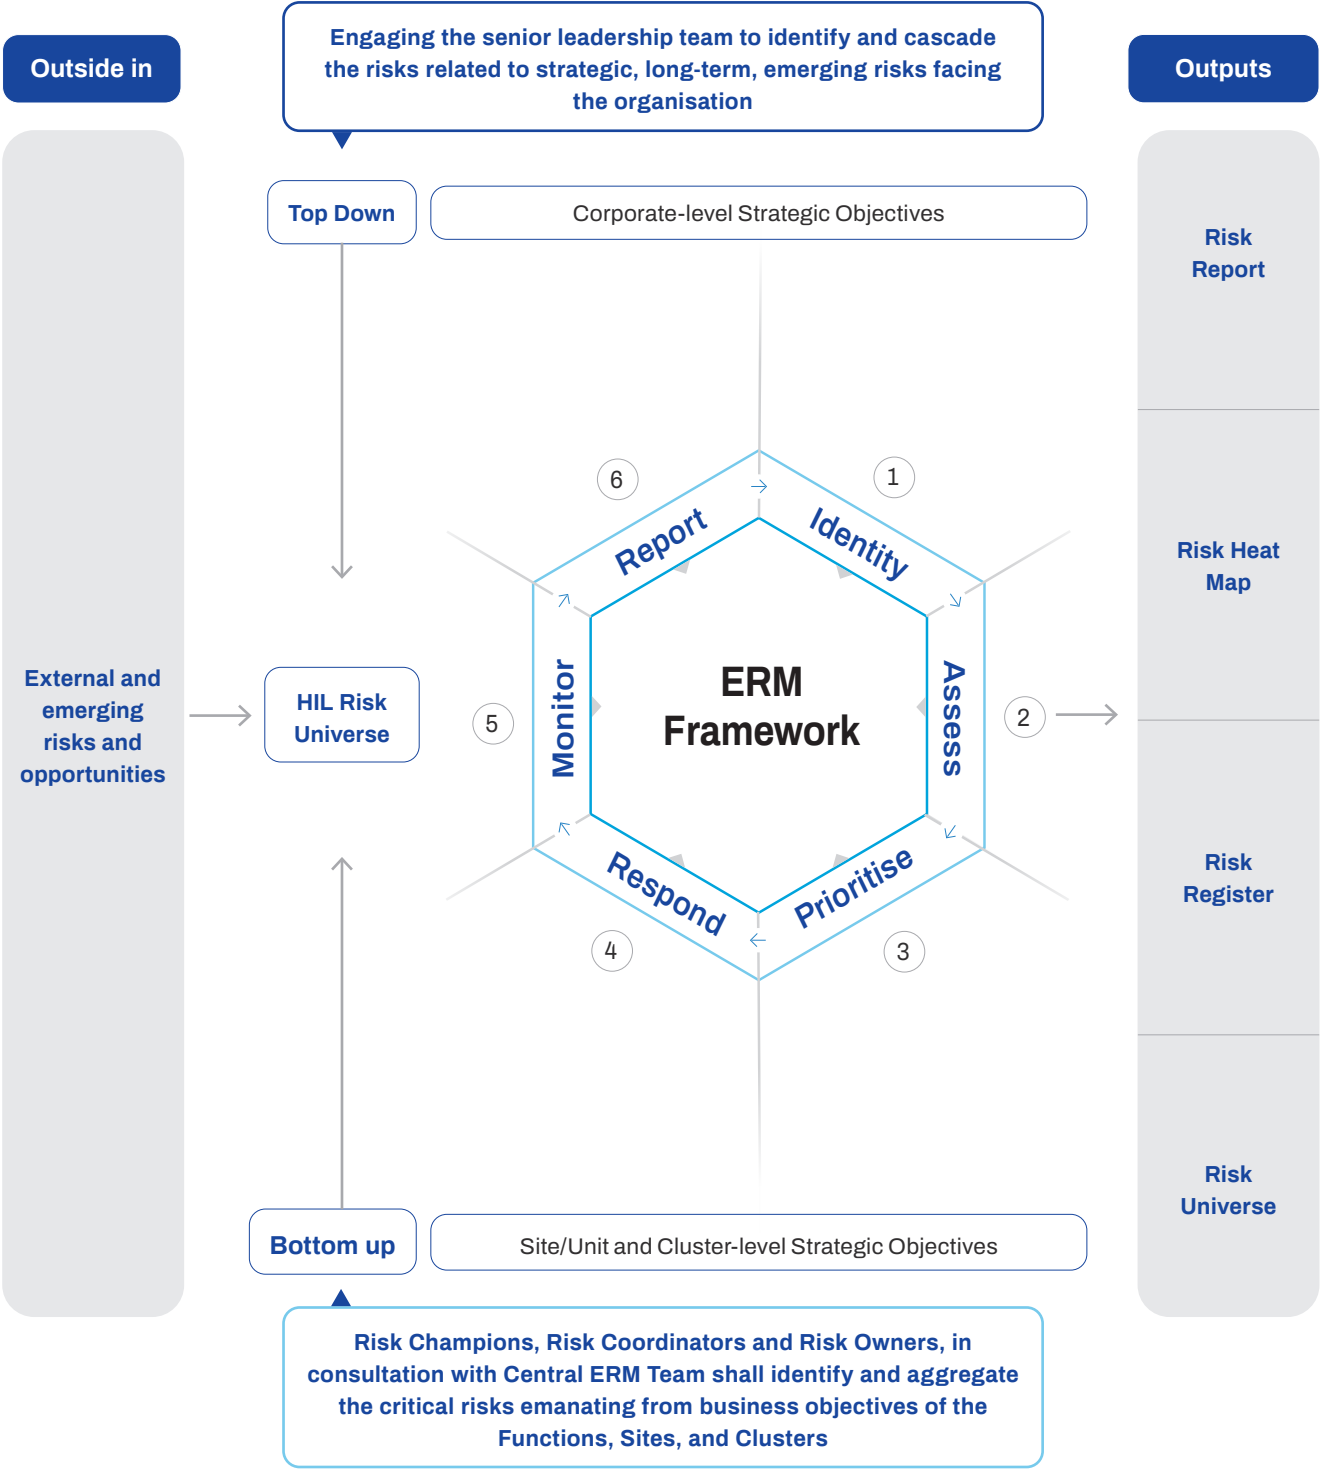 Outside in
Engaging the senior leadership team to identify and cascade
the risks related to strategic, long-term, emerging risks facing
the organisation
Outputs
Top Down
Corporate-level Strategic Objectives
External and
emerging
risks and
opportunities
HIL Risk
Universe
ERM
Framework
1
Identity
2
Assess
3
Prioritise
4
Respond
5
Monitor
6
Report
Risk
Report
Risk Heat
Map
Risk
Register
Risk
Universe
Bottom up
Site/Unit and Cluster-level Strategic Objectives
Risk Champions, Risk Coordinators and Risk Owners, in
consultation with Central ERM Team shall identify and aggregate
the critical risks emanating from business objectives of the
Functions, Sites, and Clusters